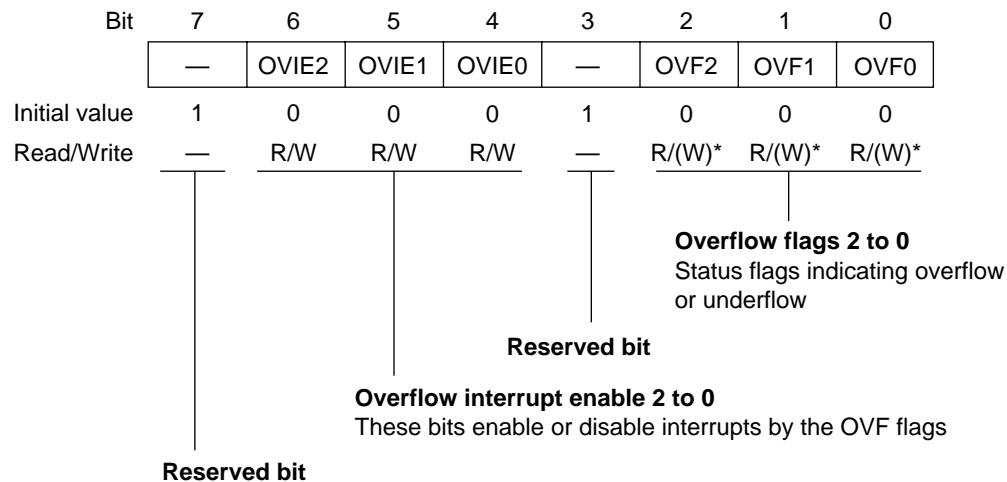 Bit 7 6 5 4 3 2 1 0
— OVIE2 OVIE1 OVIE0 — OVF2 OVF1 OVF0
Initial value 1 0 0 0 1 0 0 0
Read/Write — R/W R/W R/W — R/(W)* R/(W)* R/(W)*
Overflow flags 2 to 0
Status flags indicating overflow
or underflow
Reserved bit
Overflow interrupt enable 2 to 0
These bits enable or disable interrupts by the OVF flags
Reserved bit